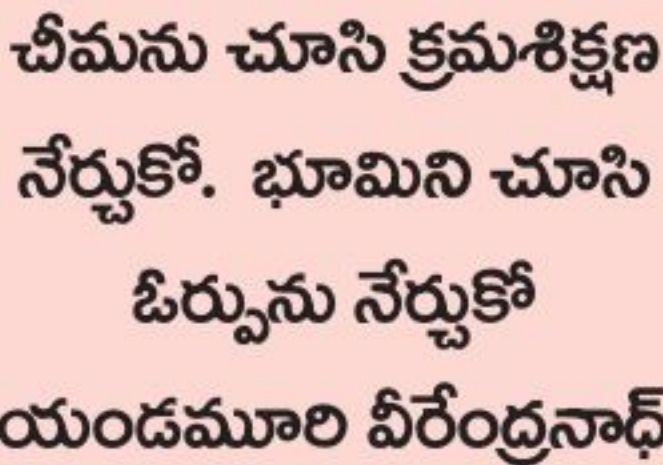 చీమను చూసి క్రమశిక్షణ
నేర్చుకో. భూమిని చూసి
ఓర్పును నేర్చుకో
యండమూరి వీరేంద్రనాధ్